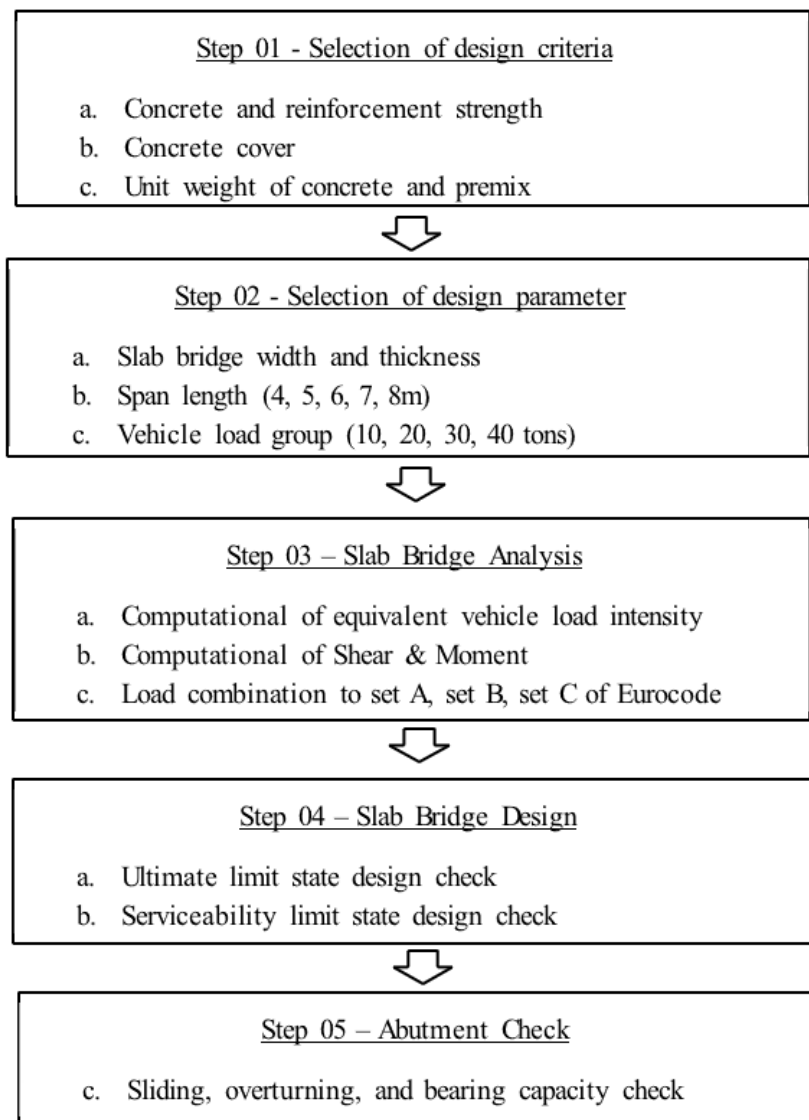 Step 01 - Selection of design criteria
a. Concrete and reinforcement strength
b. Concrete cover
c. Unit weight of concrete and premix
Step 02 - Selection of design parameter
a. Slab bridge width and thickness
b. Span length (4, 5, 6, 7, 8m)
c. Vehicle load group (10, 20, 30, 40 tons)
Step 03 – Slab Bridge Analysis
a. Computational of equivalent vehicle load intensity
b. Computational of Shear & Moment
c. Load combination to set A, set B, set C of Eurocode
Step 04 – Slab Bridge Design
a. Ultimate limit state design check
b. Serviceability limit state design check
Step 05 – Abutment Check
c. Sliding, overturning, and bearing capacity check